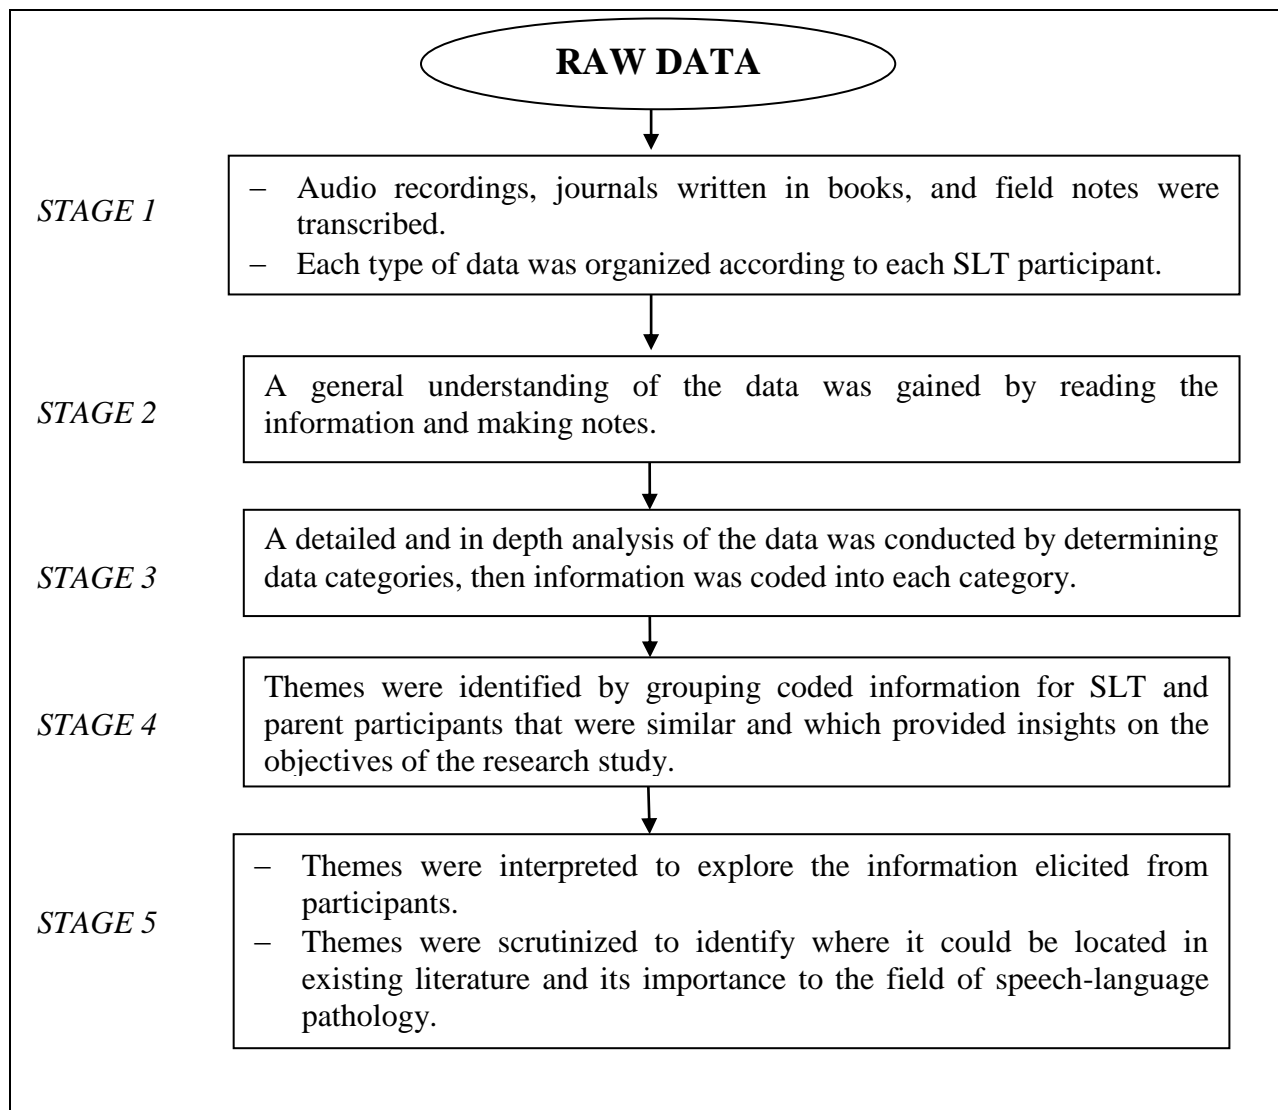 RAW DATA
STAGE 1
– Audio recordings, journals written in books, and field notes were
transcribed.
– Each type of data was organized according to each SLT participant.
STAGE 2
A general understanding of the data was gained by reading the
information and making notes.
STAGE 3
A detailed and in depth analysis of the data was conducted by determining
data categories, then information was coded into each category.
STAGE 4
Themes were identified by grouping coded information for SLT and
parent participants that were similar and which provided insights on the
objectives of the research study.
STAGE 5
– Themes were interpreted to explore the information elicited from
participants.
– Themes were scrutinized to identify where it could be located in
existing literature and its importance to the field of speech-language
pathology.